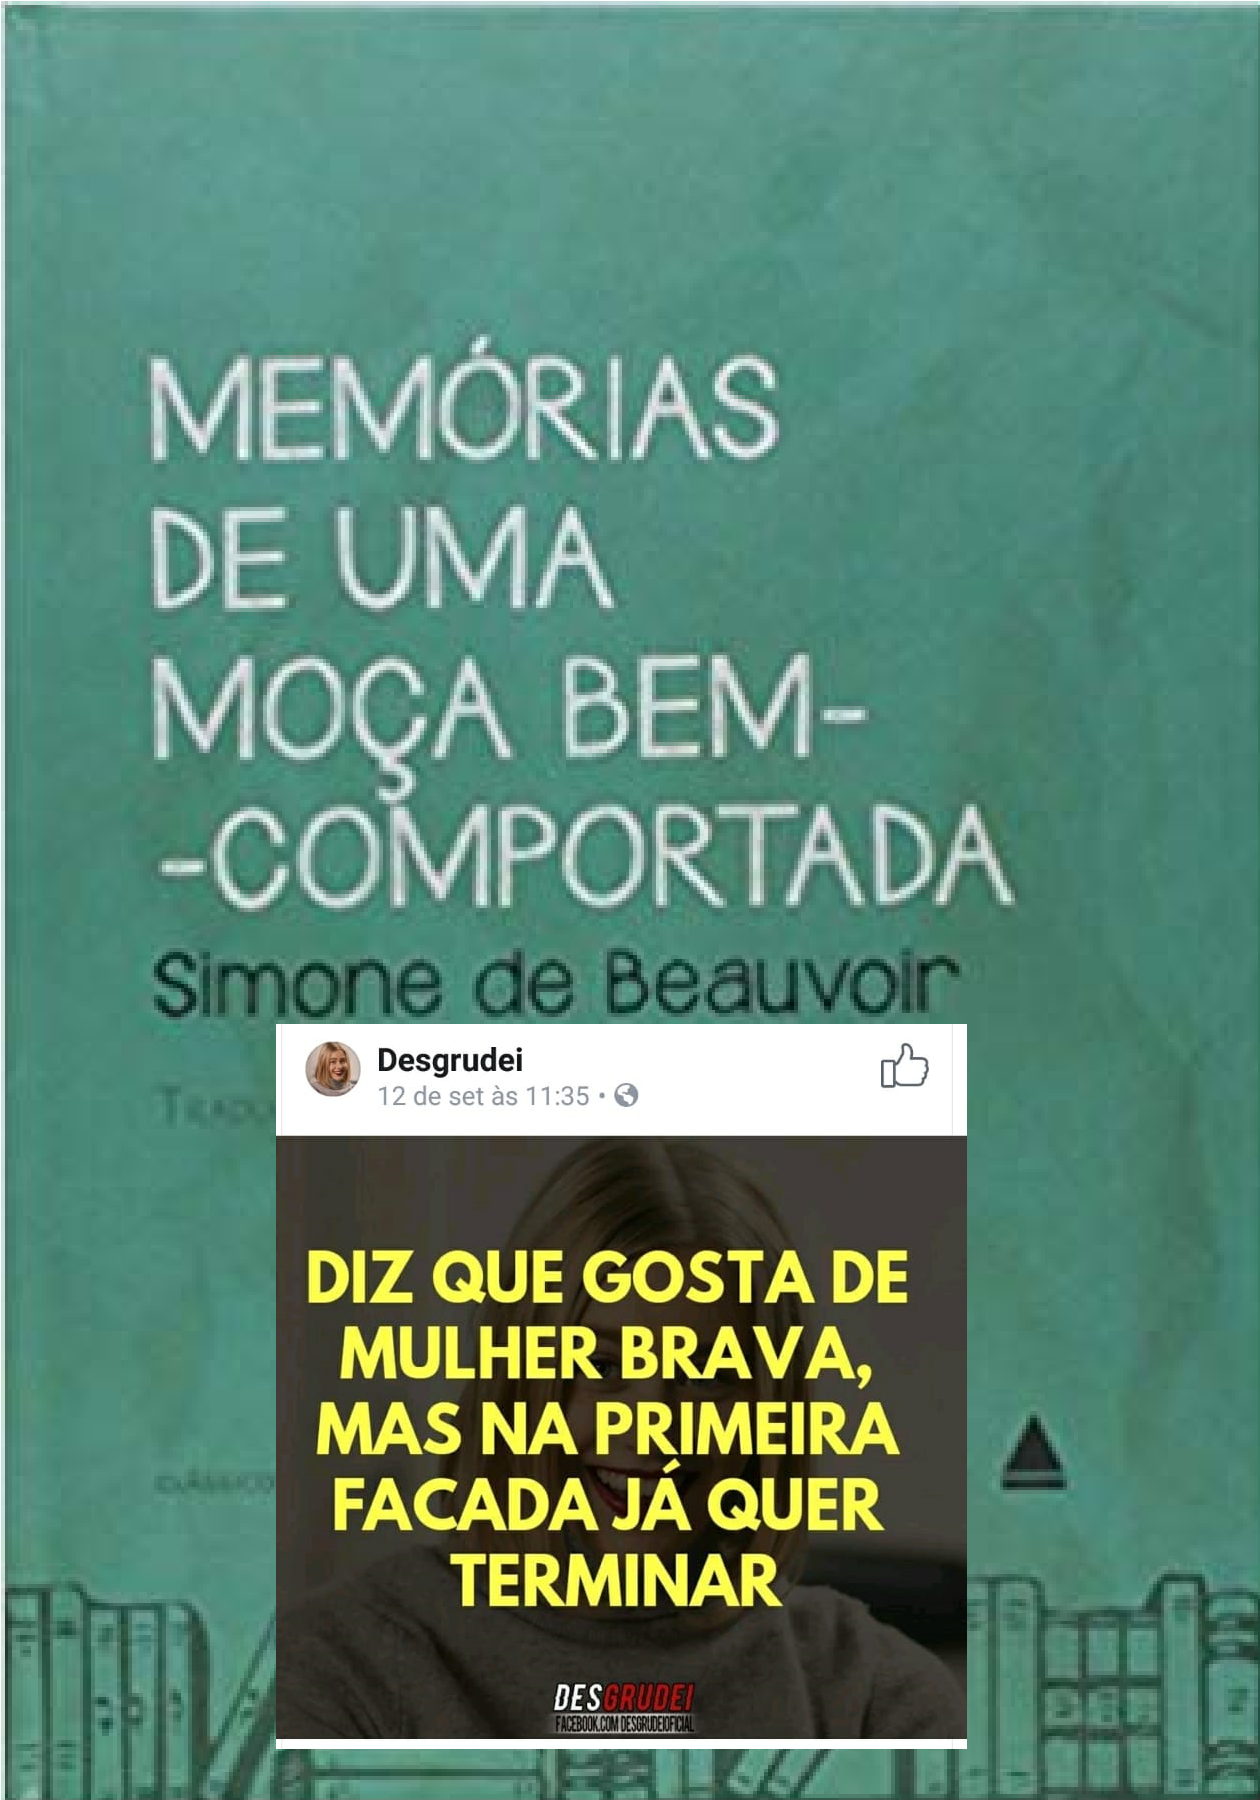 MEMÓRIAS
DE UMA
MOÇA BEM-
-COMPORTADA
Simone de Beauvoir
Desgrudei
12 de set às 11:35
DIZ QUE GOSTA DE
MULHER BRAVA,
MAS NA PRIMEIRA
FACADA JÁ QUER
TERMINAR
DESGRUDEI
FACEBOOK.COM DESGRUDEIOFICIAL